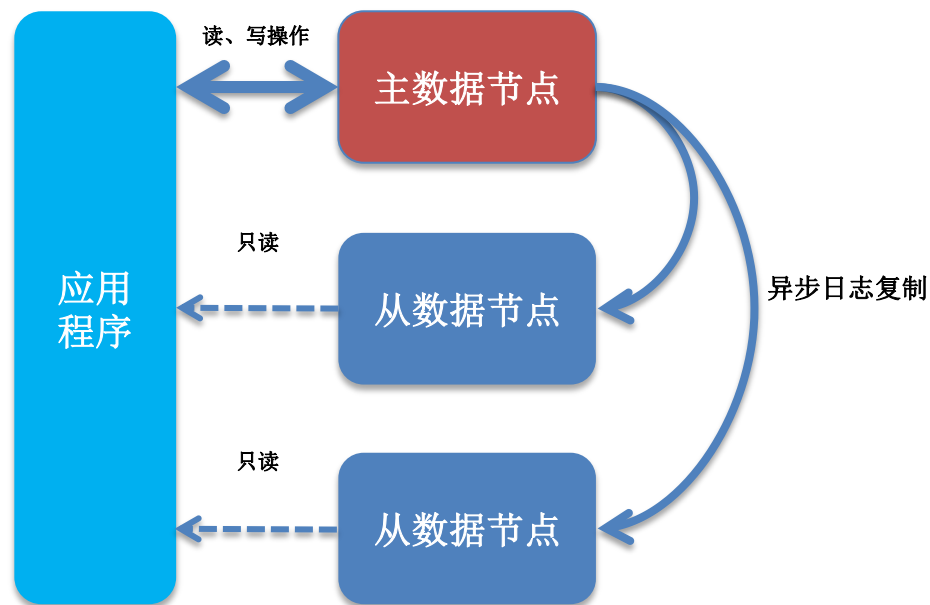 读、写操作
主数据节点
只读
应用
程序
从数据节点
异步日志复制
只读
从数据节点